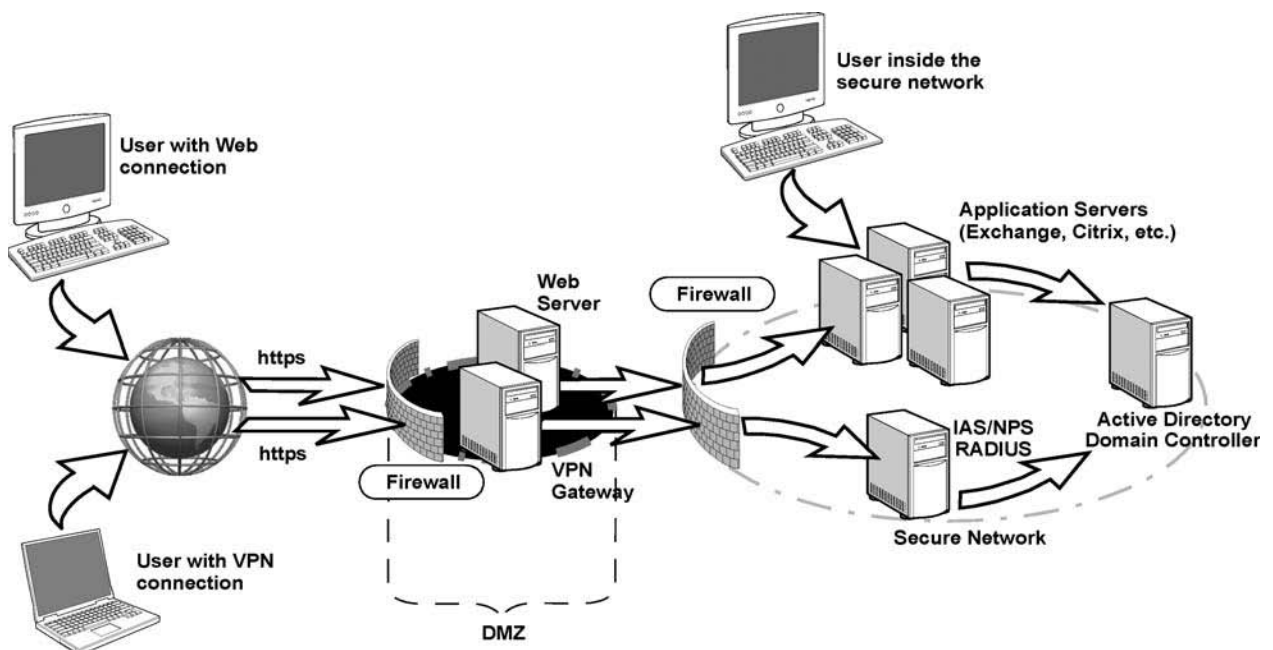 User inside the
secure network
User with Web
connection
Application Servers
(Exchange, Citrix, etc.)
Web
Server
Firewall
https
https
IAS/NPS
RADIUS
Active Directory
Domain Controller
Firewall
VPN
Gateway
Secure Network
User with VPN
connection
DMZ